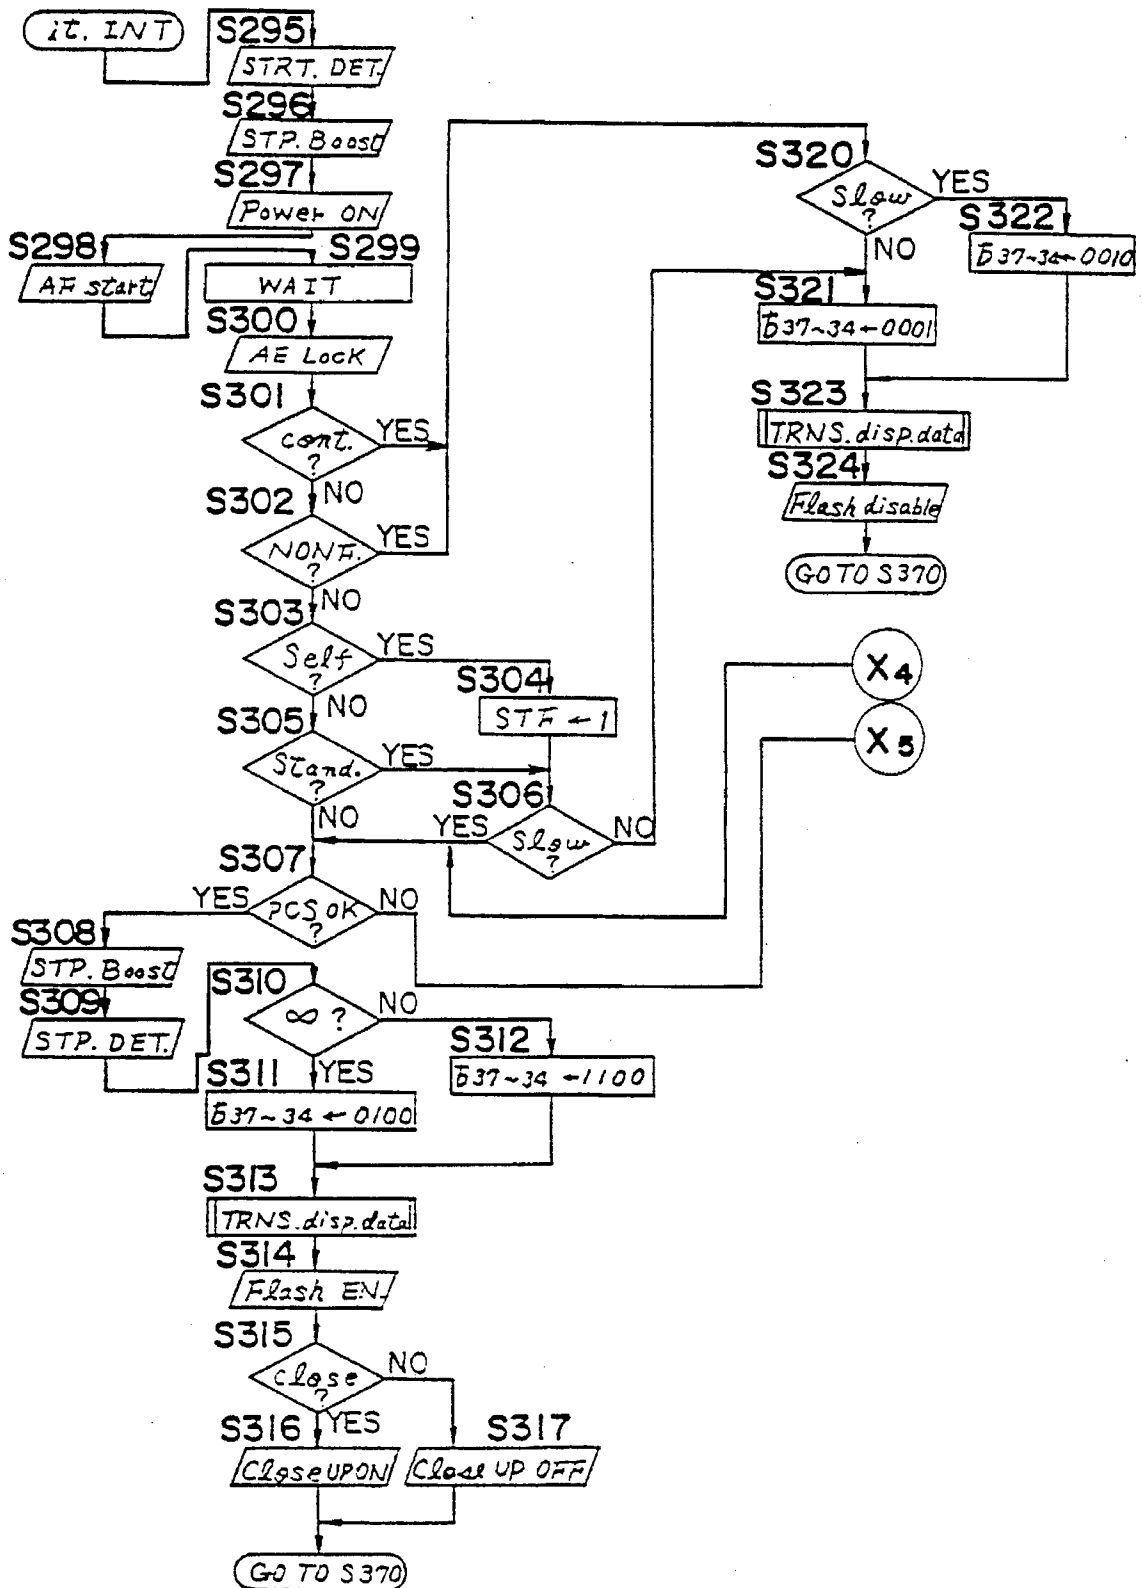 it. INT
S295
STRT. DET.
S296
STP. Boost
S297
Power ON
S298
AF start
S299
WAIT
S300
AE LocK
S301
cont.
?
YES
NO
S302
NONF.
?
YES
NO
S303
Self
?
YES
NO
S304
STF ← 1
S305
Stand.
?
YES
NO
S306
Slow
?
YES
NO
S307
PCS OK
?
YES
NO
S308
STP. Boost
S309
STP. DET.
S310
∞ ?
NO
YES
S311
b37~34 ← 0100
S312
b37~34 ← 1100
S313
TRNS.disp.data
S314
Flash EN.
S315
close
?
NO
YES
S316
Close UP ON
S317
Close UP OFF
GO TO S370
S320
Slow
?
YES
NO
S322
b37~34 ← 0010
S321
b37~34 ← 0001
S323
TRNS.disp.data
S324
Flash disable
GO TO S370
X4
X5